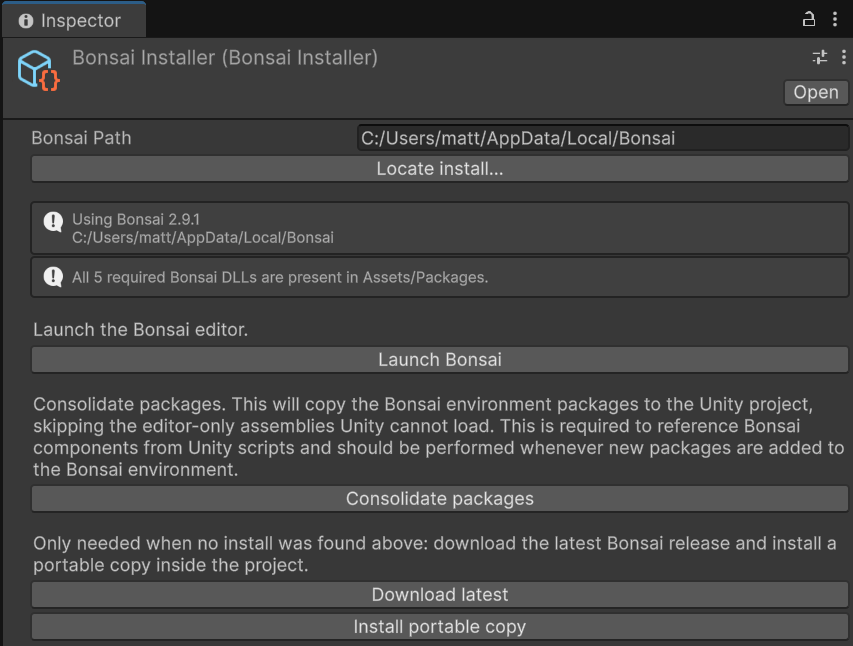 Inspector
Bonsai Installer (Bonsai Installer)
Open
Bonsai Path
C:/Users/matt/AppData/Local/Bonsai
Locate install...
Using Bonsai 2.9.1
C:/Users/matt/AppData/Local/Bonsai
All 5 required Bonsai DLLs are present in Assets/Packages.
Launch the Bonsai editor.
Launch Bonsai
Consolidate packages. This will copy the Bonsai environment packages to the Unity project,
skipping the editor-only assemblies Unity cannot load. This is required to reference Bonsai
components from Unity scripts and should be performed whenever new packages are added to
the Bonsai environment.
Consolidate packages
Only needed when no install was found above: download the latest Bonsai release and install a
portable copy inside the project.
Download latest
Install portable copy